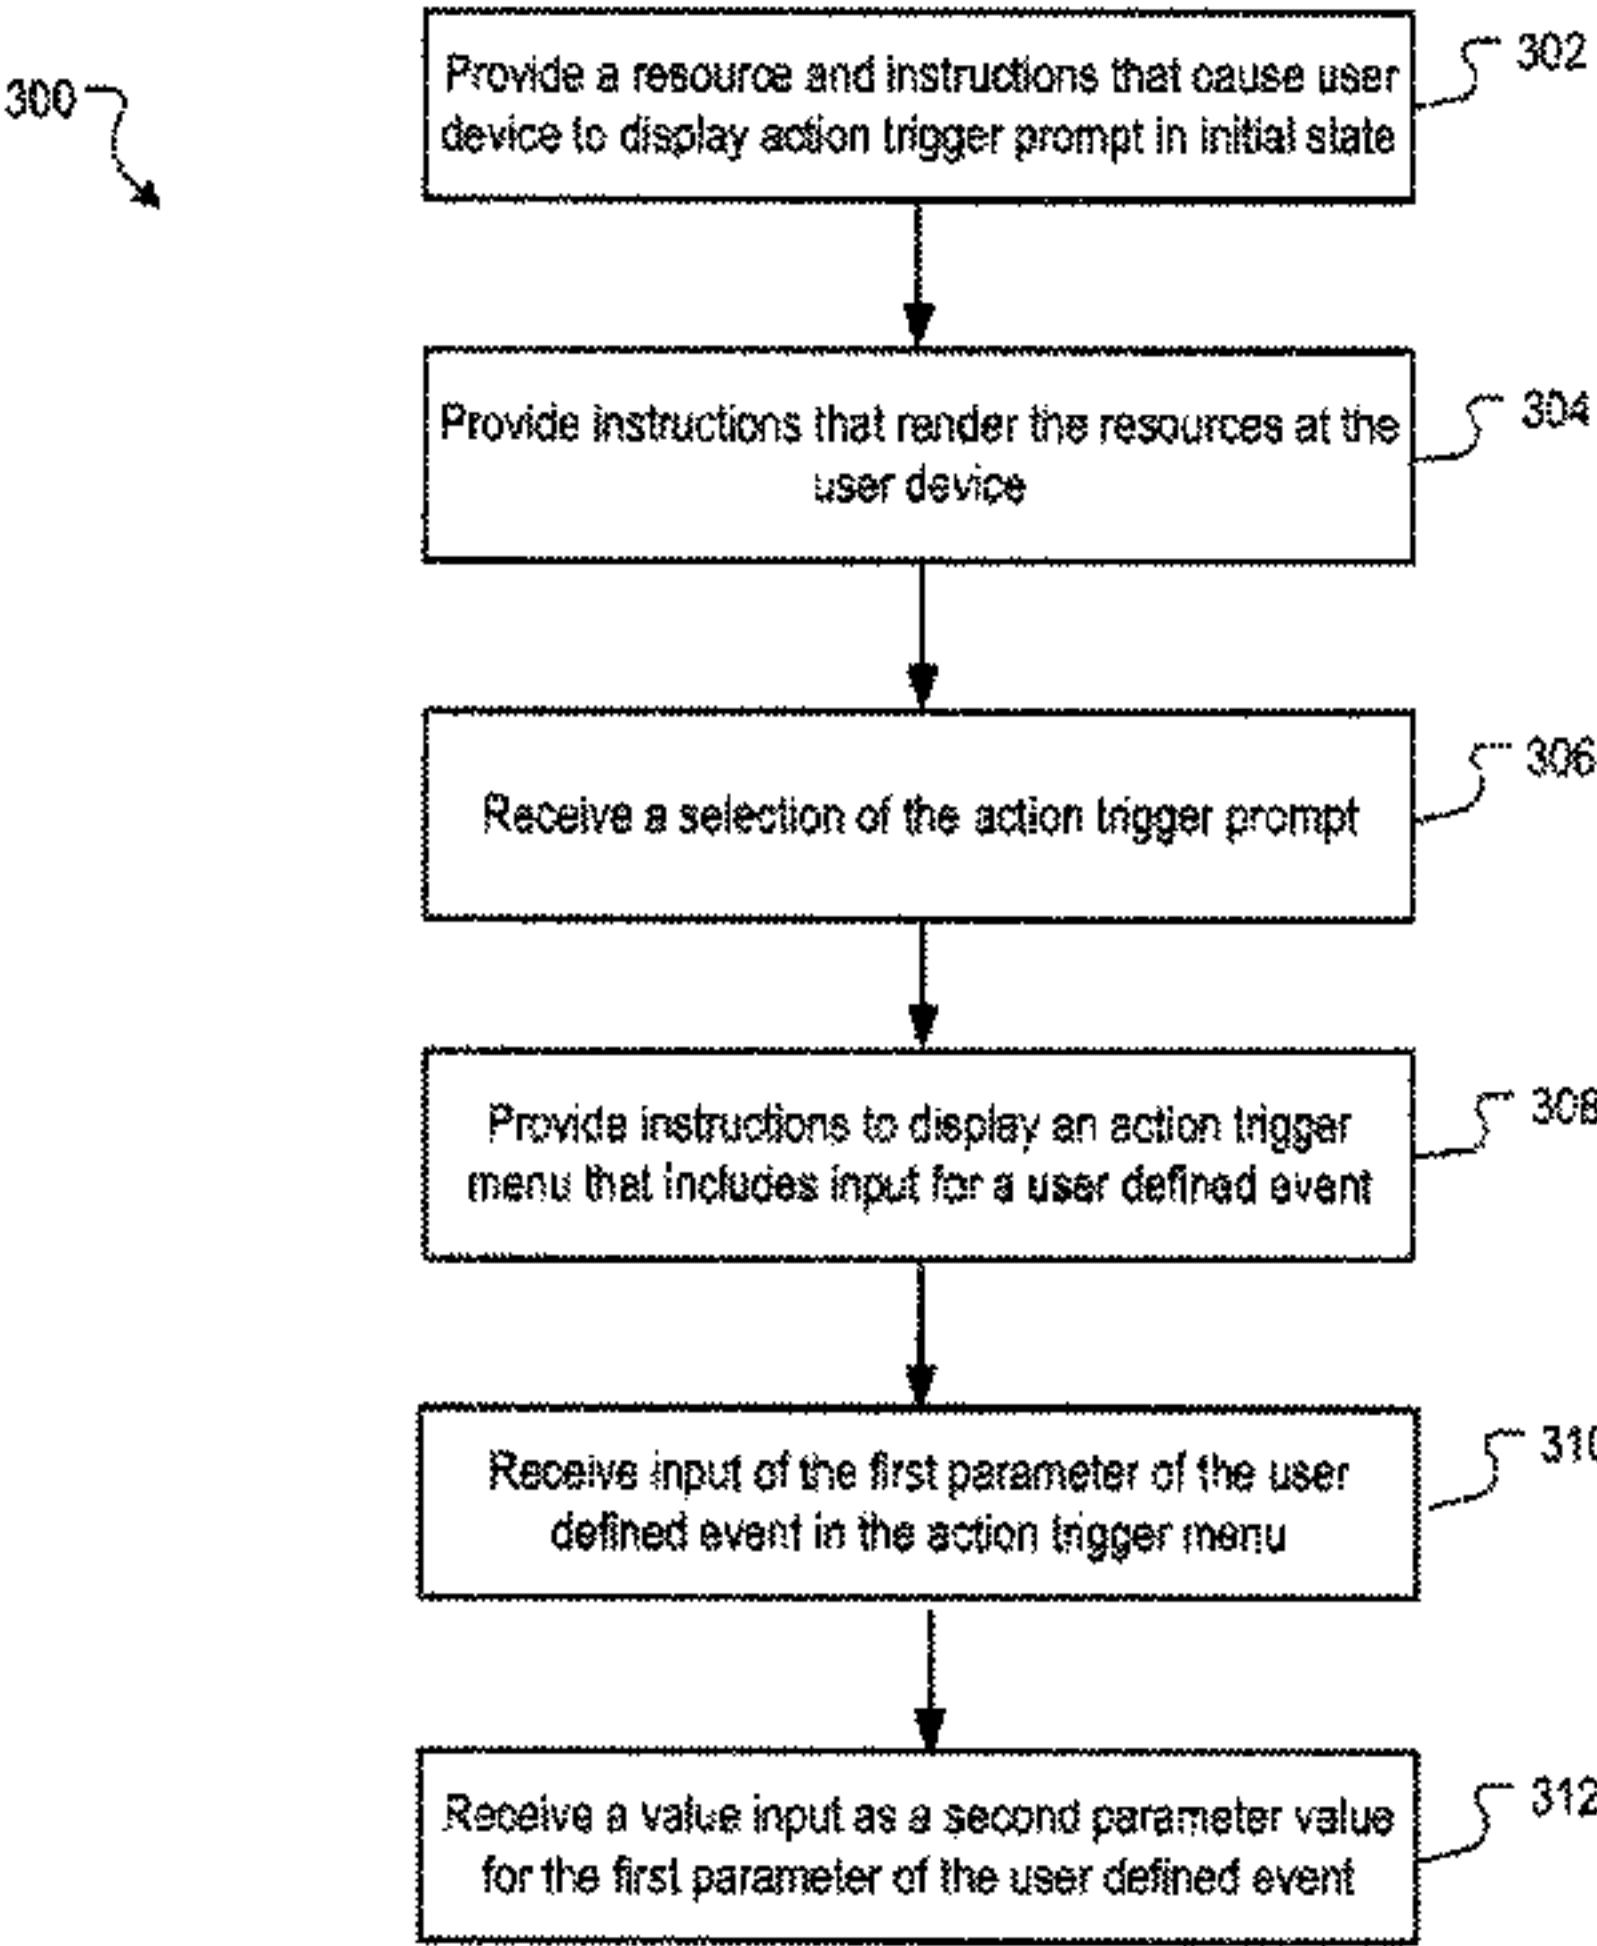 300
Provide a resource and instructions that cause user
device to display action trigger prompt in initial state
302
Provide instructions that render the resources at the
user device
304
Receive a selection of the action trigger prompt
306
Provide instructions to display an action trigger
menu that includes input for a user defined event
308
Receive input of the first parameter of the user
defined event in the action trigger menu
310
Receive a value input as a second parameter value
for the first parameter of the user defined event
312